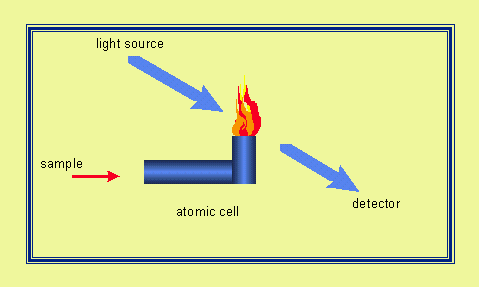 light source
sample
atomic cell
detector